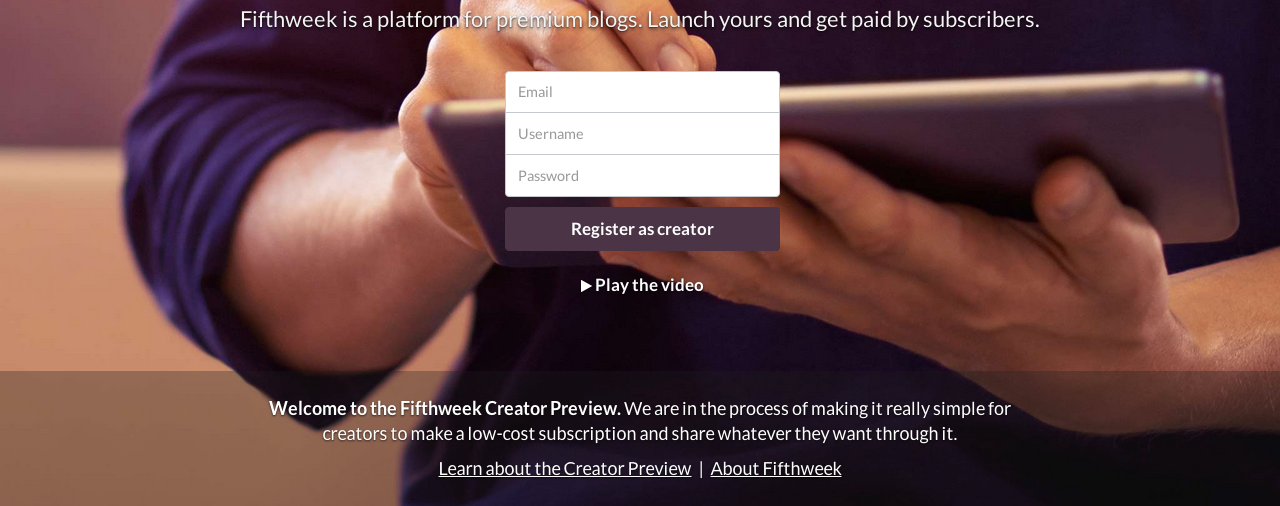 Fifthweek is a platform for premium blogs. Launch yours and get paid by subscribers.
Email
Username
Password
Register as creator
Play the video
Welcome to the Fifthweek Creator Preview. We are in the process of making it really simple for
creators to make a low-cost subscription and share whatever they want through it.
Learn about the Creator Preview | About Fifthweek